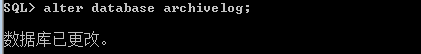 SQL> alter database archivelog;
数据库已更改。